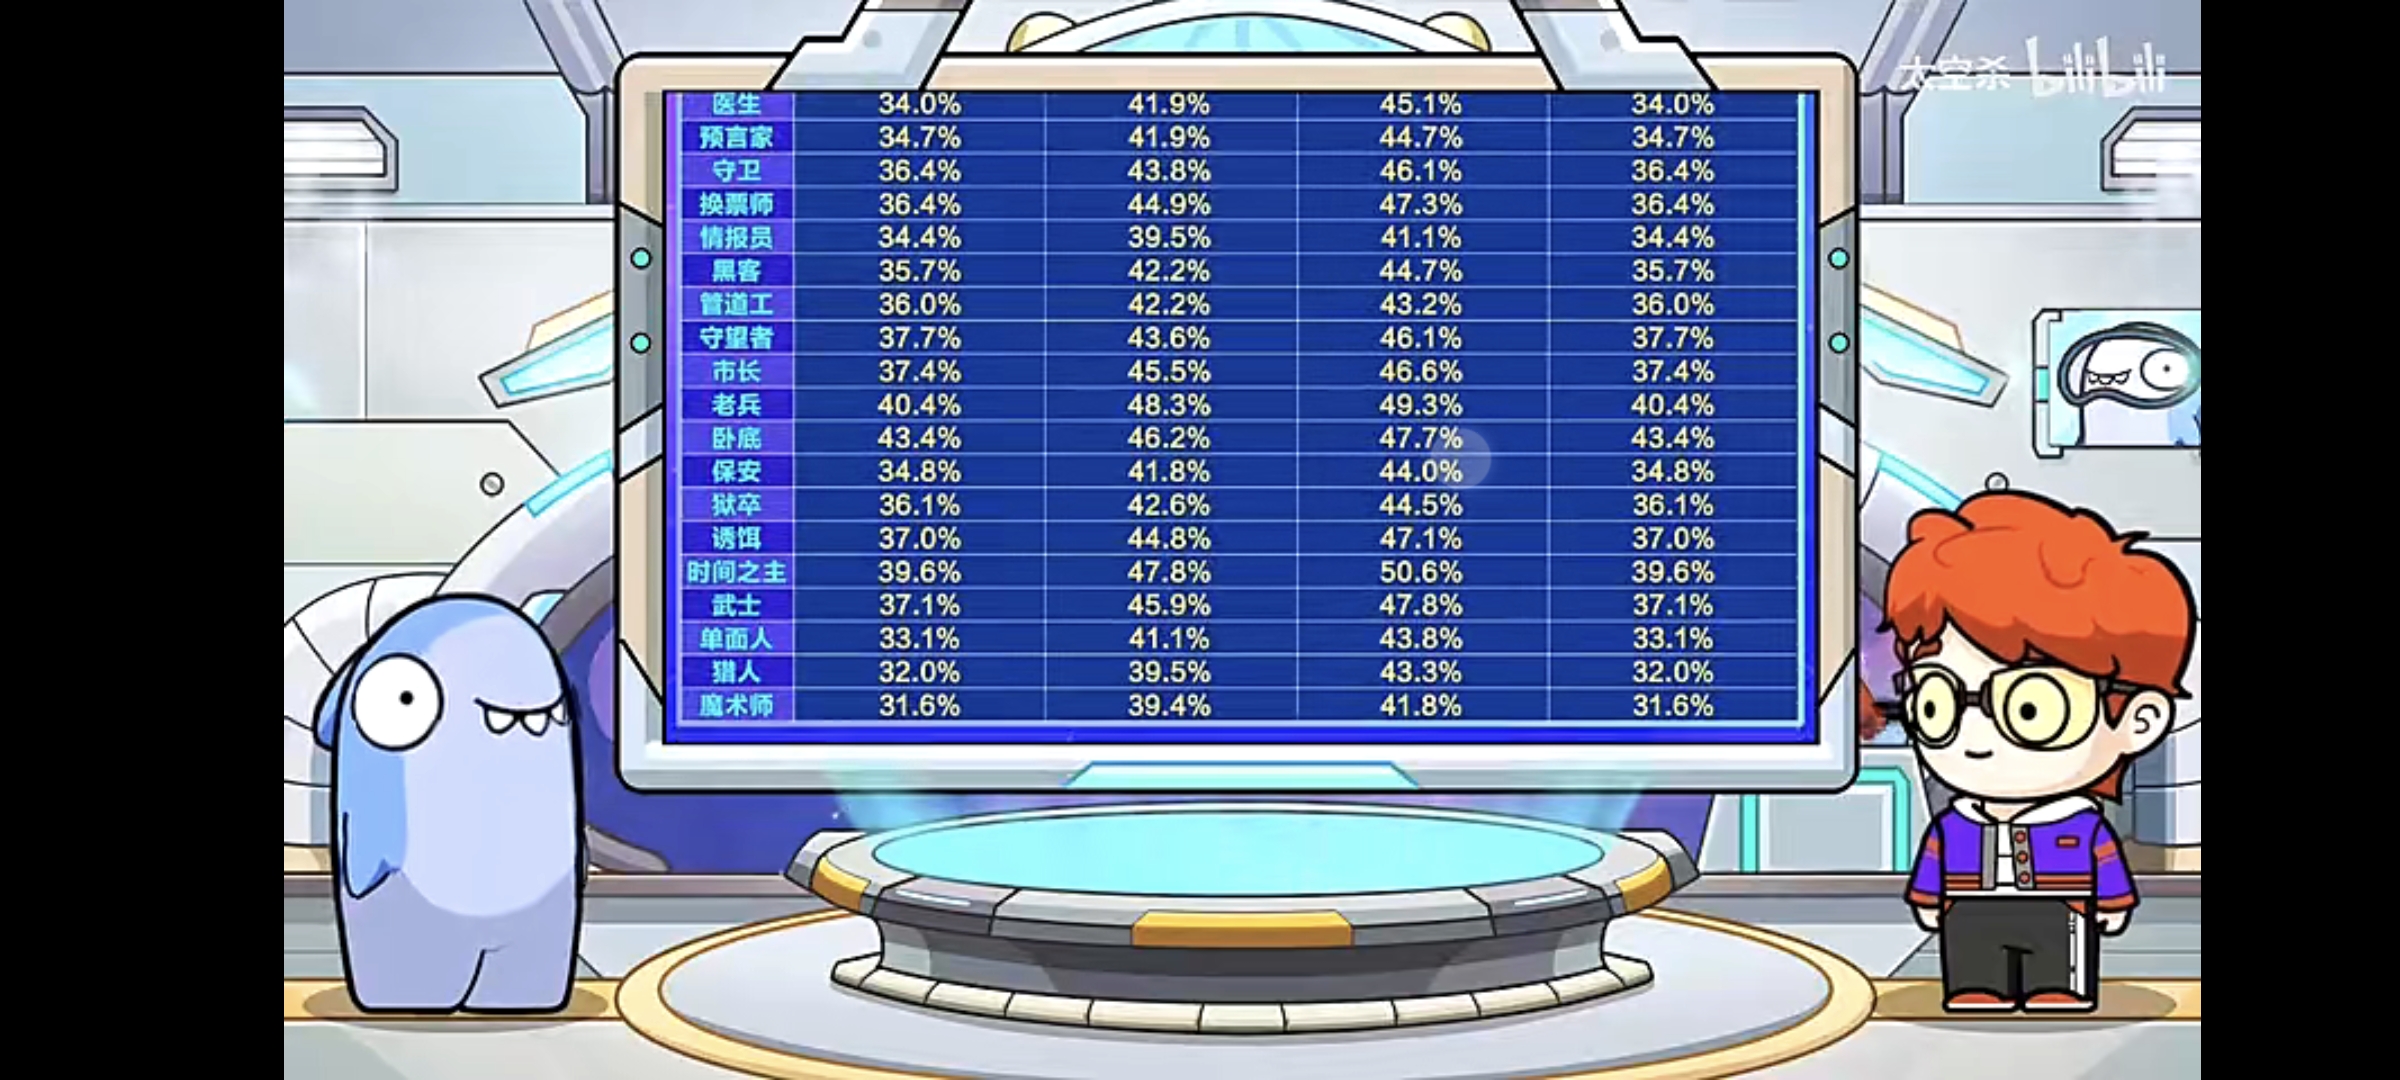 太空杀 bilibili
医生 34.0% 41.9% 45.1% 34.0%
预言家 34.7% 41.9% 44.7% 34.7%
守卫 36.4% 43.8% 46.1% 36.4%
换票师 36.4% 44.9% 47.3% 36.4%
情报员 34.4% 39.5% 41.1% 34.4%
黑客 35.7% 42.2% 44.7% 35.7%
管道工 36.0% 42.2% 43.2% 36.0%
守望者 37.7% 43.6% 46.1% 37.7%
市长 37.4% 45.5% 46.6% 37.4%
老兵 40.4% 48.3% 49.3% 40.4%
卧底 43.4% 46.2% 47.7% 43.4%
保安 34.8% 41.8% 44.0% 34.8%
狱卒 36.1% 42.6% 44.5% 36.1%
诱饵 37.0% 44.8% 47.1% 37.0%
时间之主 39.6% 47.8% 50.6% 39.6%
武士 37.1% 45.9% 47.8% 37.1%
单面人 33.1% 41.1% 43.8% 33.1%
猎人 32.0% 39.5% 43.3% 32.0%
魔术师 31.6% 39.4% 41.8% 31.6%